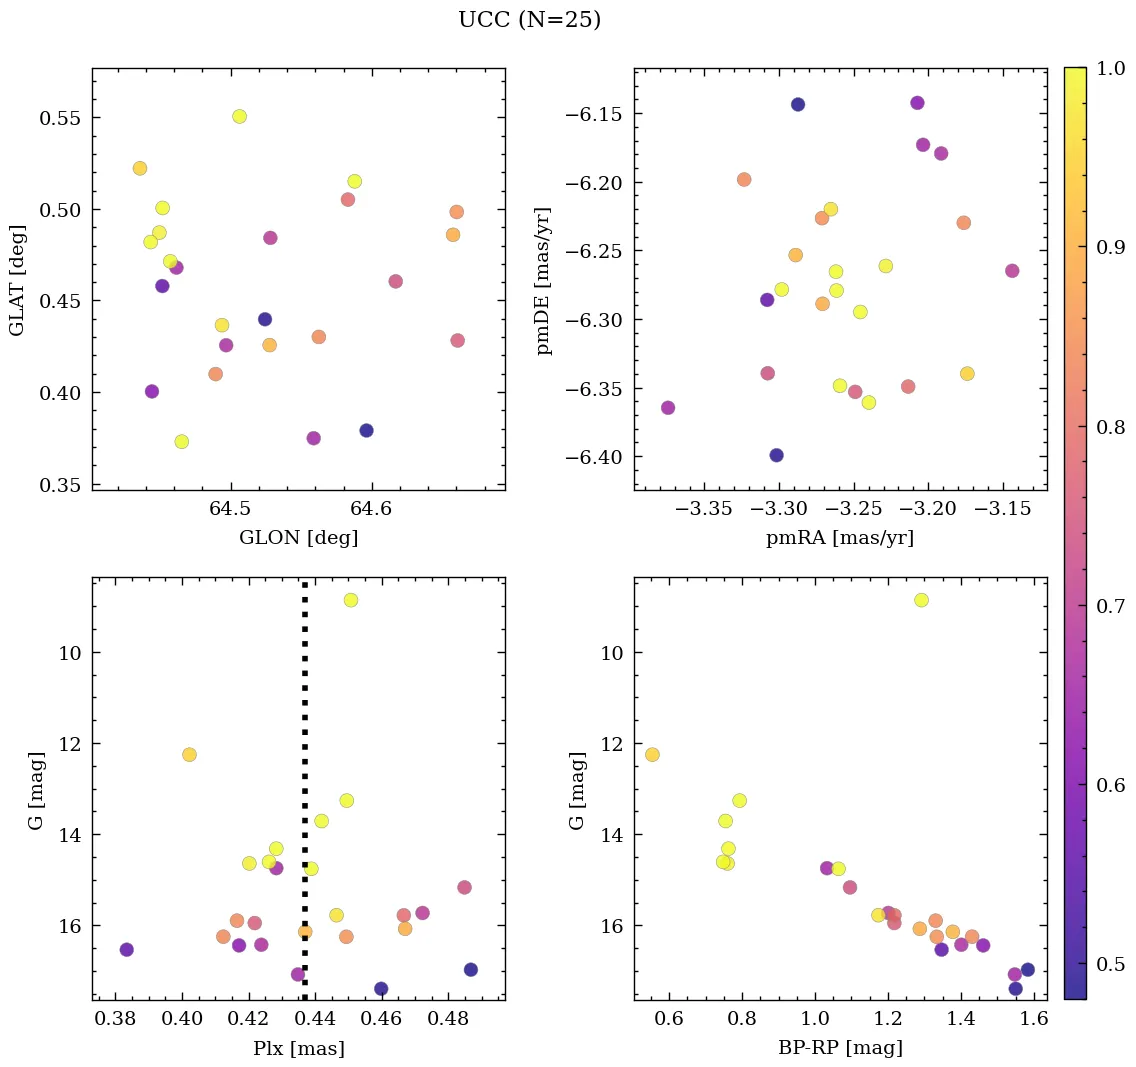 UCC (N=25)
0.55
0.50
0.45
0.40
0.35
GLAT [deg]
64.5 64.6
GLON [deg]
−6.15
−6.20
−6.25
−6.30
−6.35
−6.40
pmDE [mas/yr]
−3.35 −3.30 −3.25 −3.20 −3.15
pmRA [mas/yr]
10
12
14
16
G [mag]
0.38 0.40 0.42 0.44 0.46 0.48
Plx [mas]
10
12
14
16
G [mag]
0.6 0.8 1.0 1.2 1.4 1.6
BP-RP [mag]
1.0
0.9
0.8
0.7
0.6
0.5